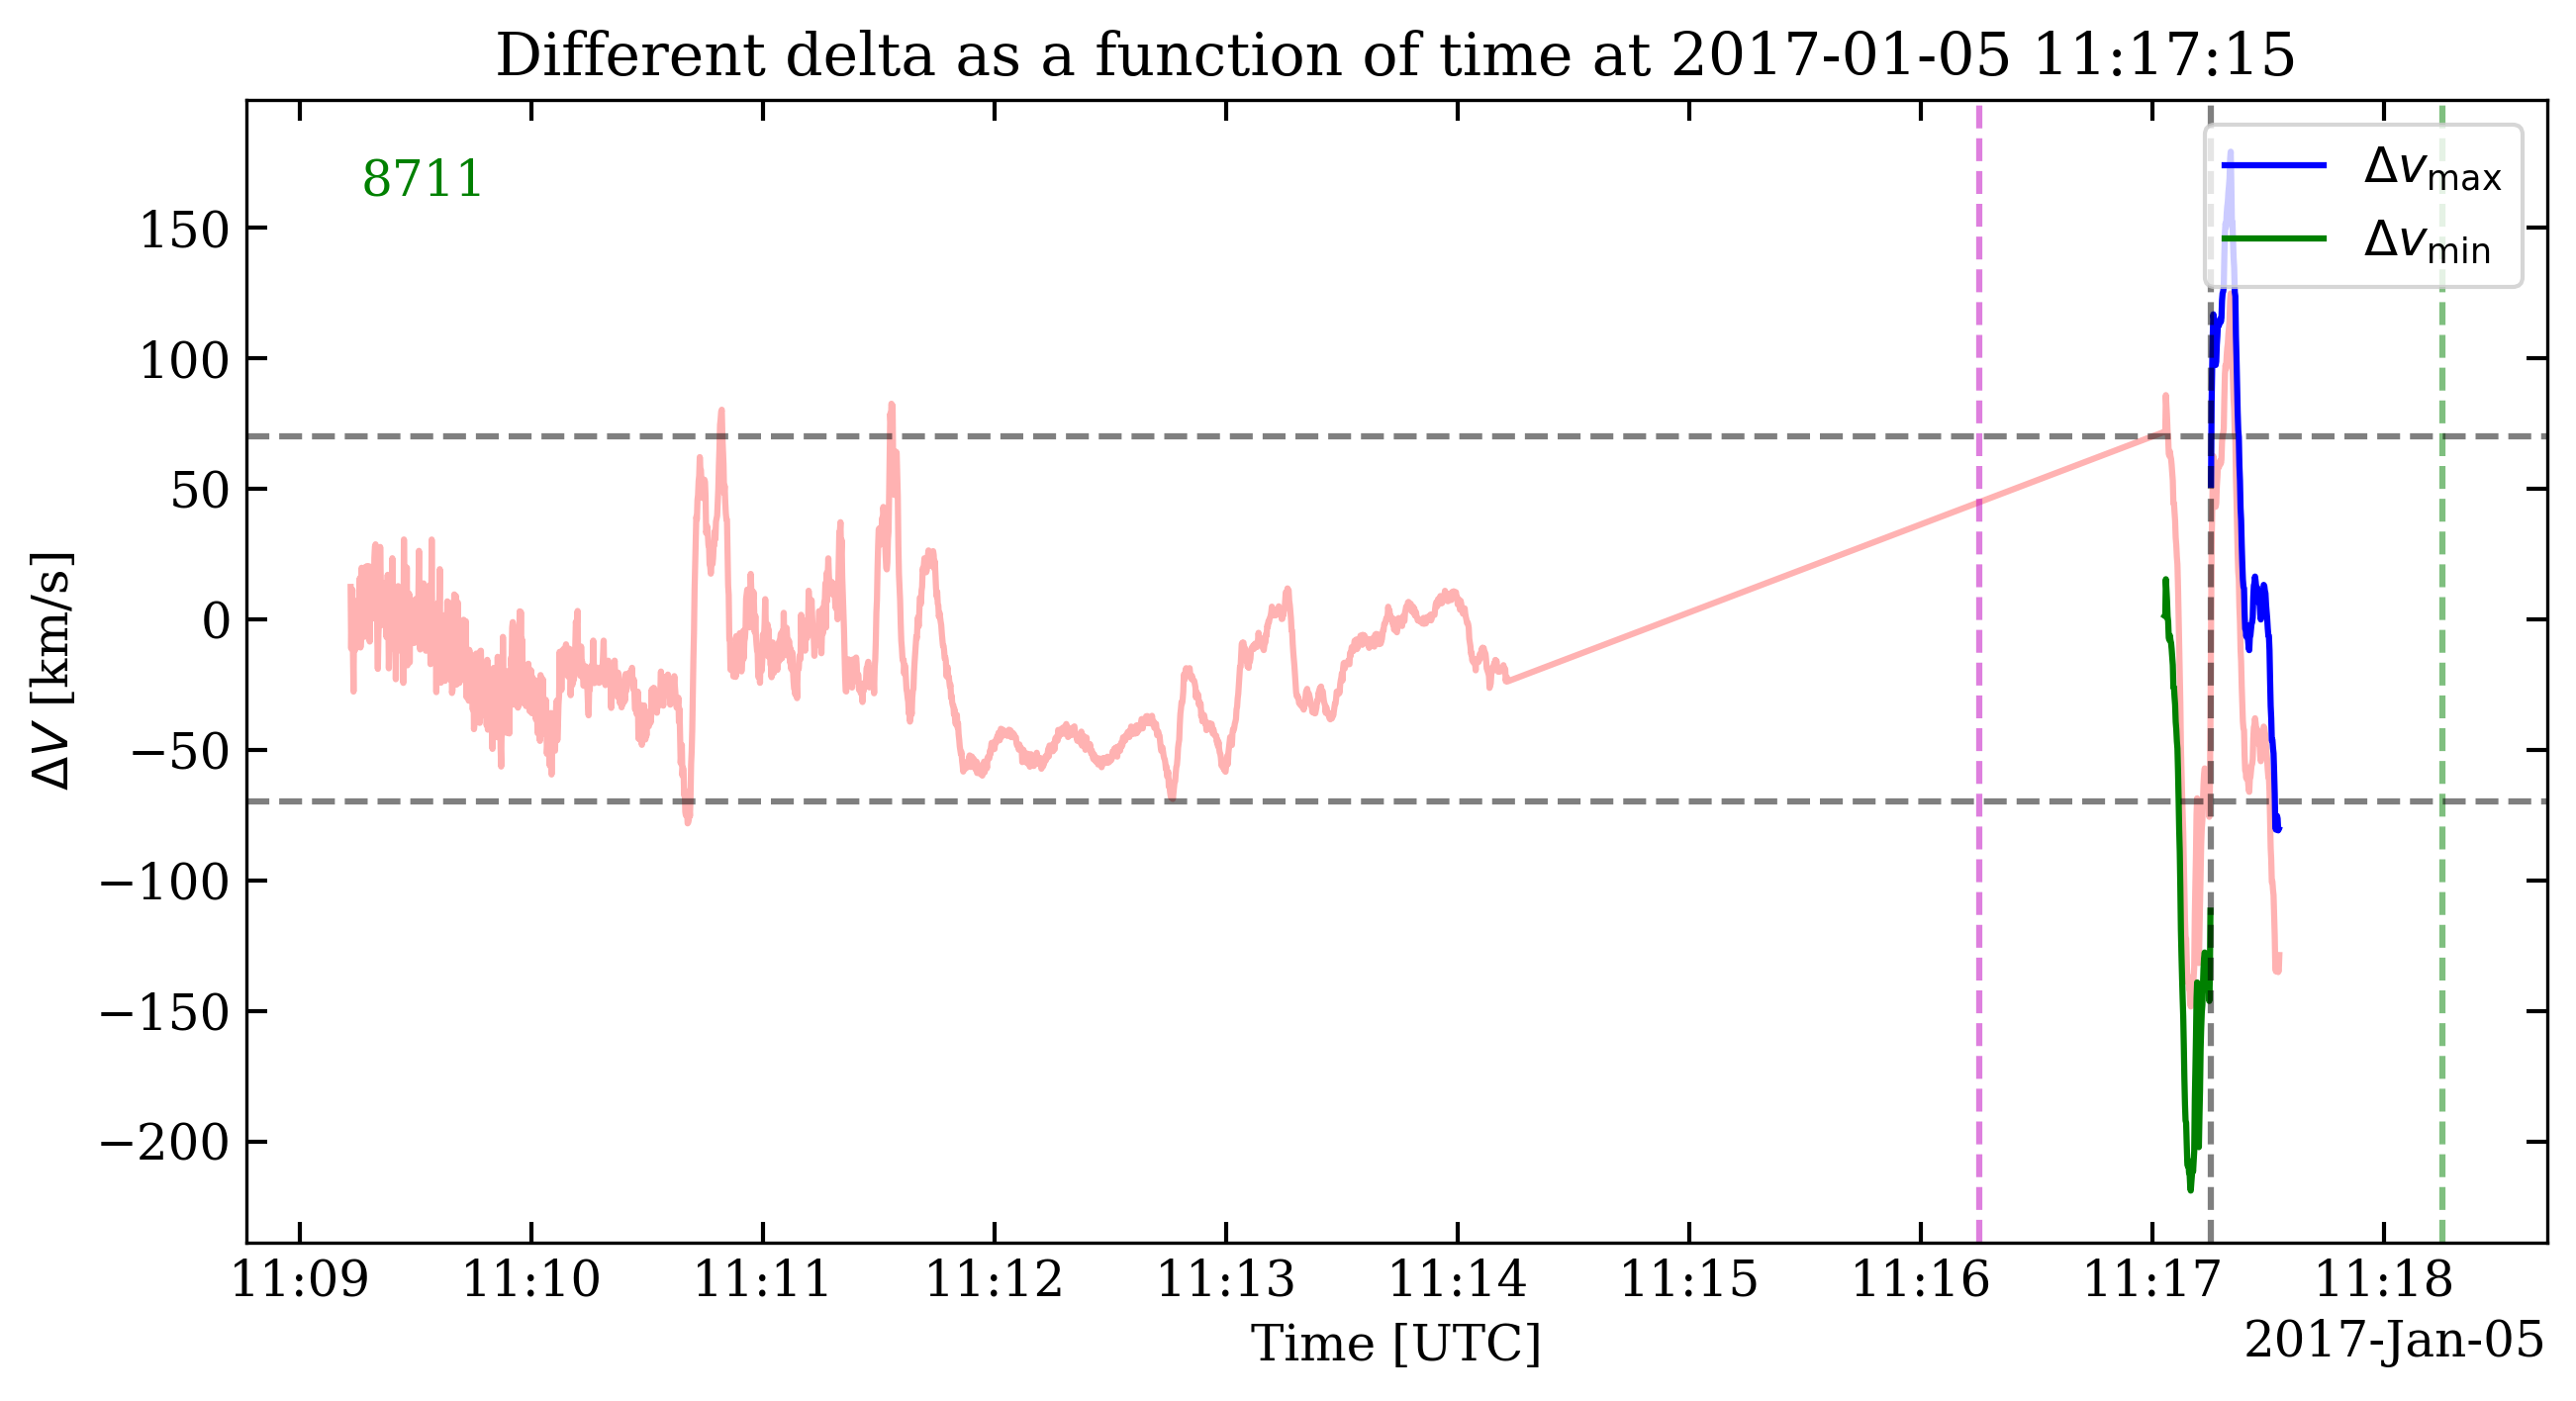 Different delta as a function of time at 2017-01-05 11:17:15
8711
Δv_max
Δv_min
150
100
50
0
−50
−100
−150
−200
ΔV [km/s]
11:09 11:10 11:11 11:12 11:13 11:14 11:15 11:16 11:17 11:18
Time [UTC]
2017-Jan-05